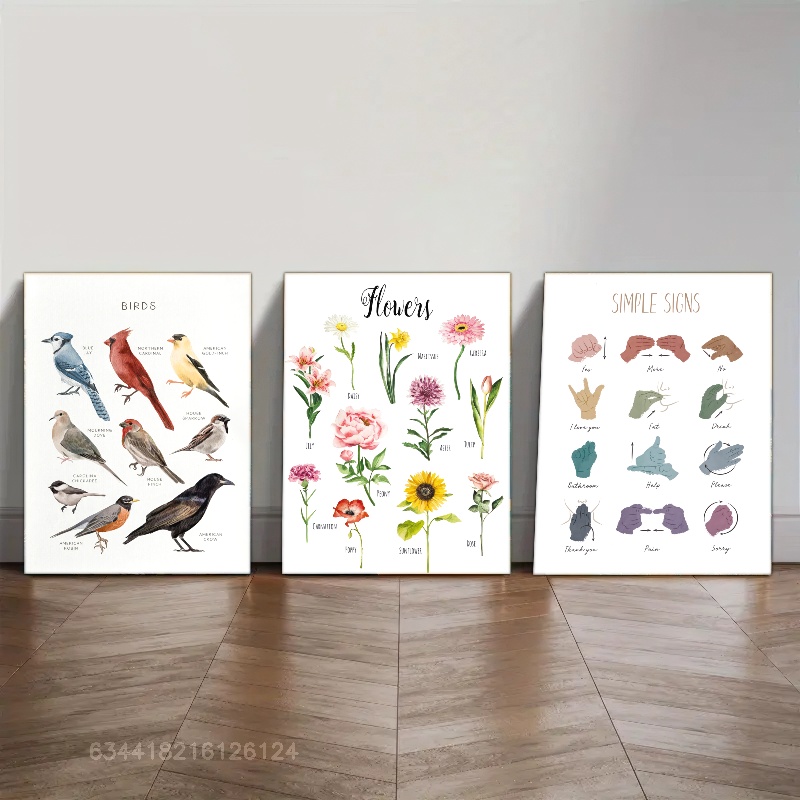 BIRDS
BLUE
JAY
NORTHERN
CARDINAL
AMERICAN
GOLDFINCH
HOUSE
SPARROW
MOURNING
DOVE
CAROLINA
CHICKADEE
HOUSE
FINCH
AMERICAN
ROBIN
AMERICAN
CROW
Flowers
DAISY
GERBERA
LILY
ASTER
TULIP
PEONY
CARNATION
POPPY
SUNFLOWER
ROSE
SIMPLE SIGNS
Yes
More
No
I love you
Eat
Drink
Bathroom
Help
Please
Thank you
Pain
Sorry
634418216126124